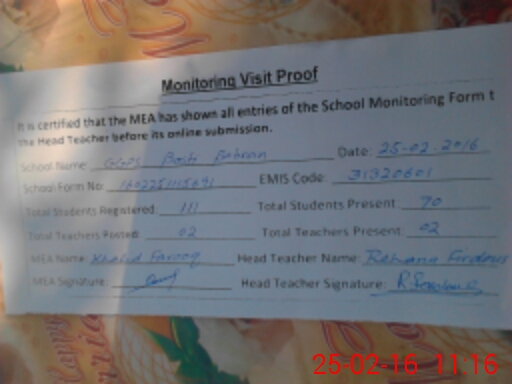 Monitoring Visit Proof
It is certified that the MEA has shown all entries of the School Monitoring Form t
the Head Teacher before its online submission.
School Name: GGPS Basti Date: 25-02-2016
School Form No: EMIS Code: 31320601
Total Students Registered: 111 Total Students Present 70
Total Teachers Posted: 02 Total Teachers Present: 02
MEA Name: Khalid Farooq Head Teacher Name: Rehana Firdous
MEA Signature: Head Teacher Signature:
Happy
25-02-16 11:16